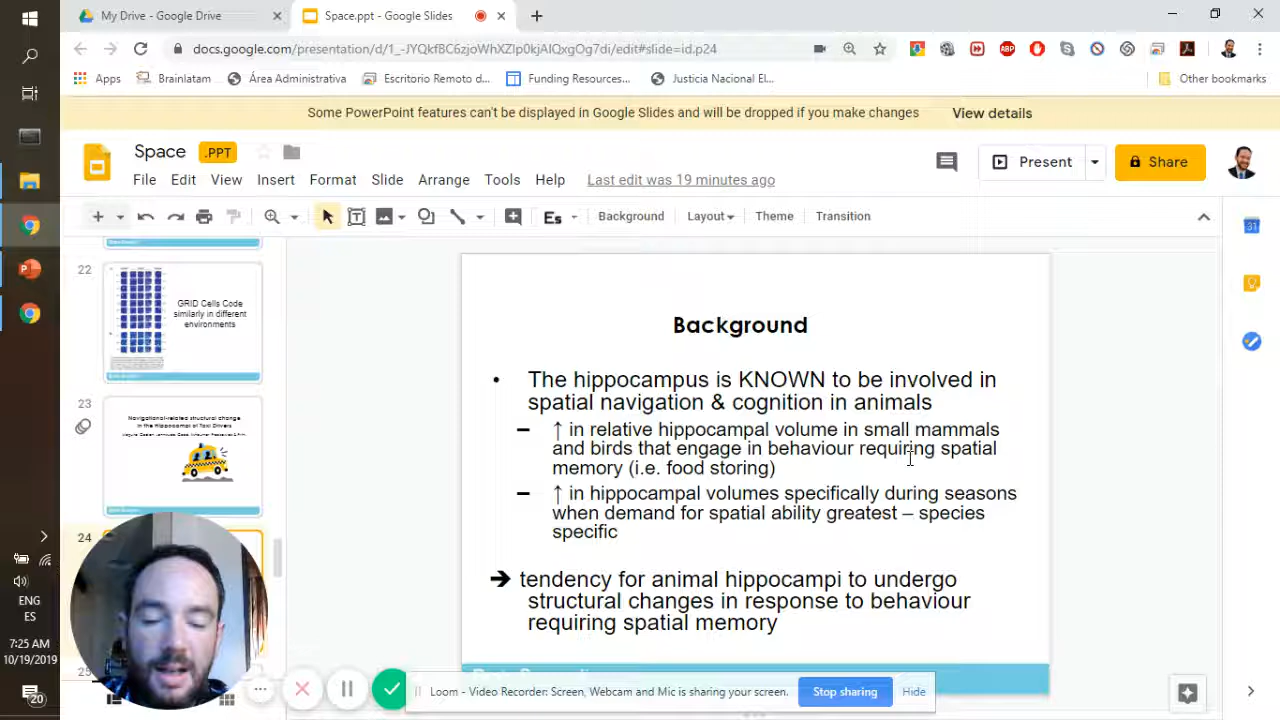 My Drive - Google Drive
Space.ppt - Google Slides
docs.google.com/presentation/d/1_-JYQkfBC6zjoWhXZlp0kjAIQxgOg7di/edit#slide=id.p24
ABP
Apps
Brainlatam
Área Administrativa
Escritorio Remoto d...
Funding Resources...
Justicia Nacional El...
Other bookmarks
Some PowerPoint features can't be displayed in Google Slides and will be dropped if you make changes
View details
Space
.PPT
Present
Share
File Edit View Insert Format Slide Arrange Tools Help
Last edit was 19 minutes ago
Es
Background
Layout
Theme
Transition
31
22
GRID Cells Code
similarly in different
environments
23
Navigational-related structural change
in the hippocampi of Taxi Drivers
24
25
Background
• The hippocampus is KNOWN to be involved in
spatial navigation & cognition in animals
– ↑ in relative hippocampal volume in small mammals
and birds that engage in behaviour requiring spatial
memory (i.e. food storing)
– ↑ in hippocampal volumes specifically during seasons
when demand for spatial ability greatest – species
specific
➔ tendency for animal hippocampi to undergo
structural changes in response to behaviour
requiring spatial memory
Loom - Video Recorder: Screen, Webcam and Mic is sharing your screen.
Stop sharing
Hide
ENG
ES
7:25 AM
10/19/2019
20